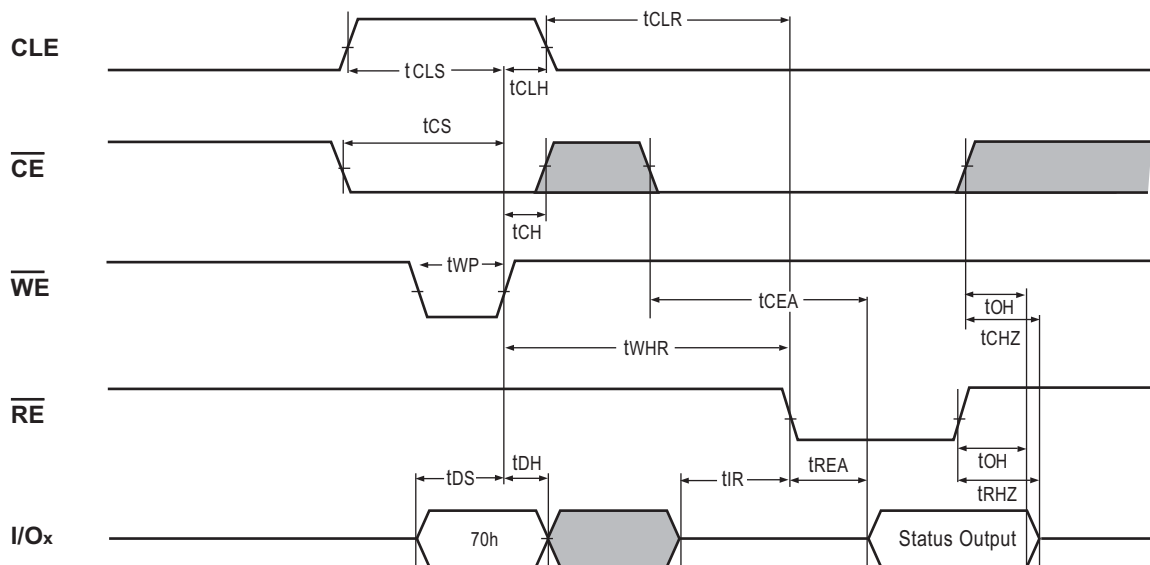 tCLR
CLE
tCLS
tCLH
tCS
CE
tCH
tWP
WE
tCEA
tOH
tCHZ
tWHR
RE
tDH
tREA
tOH
tDS
tIR
tRHZ
I/Ox
70h
Status Output